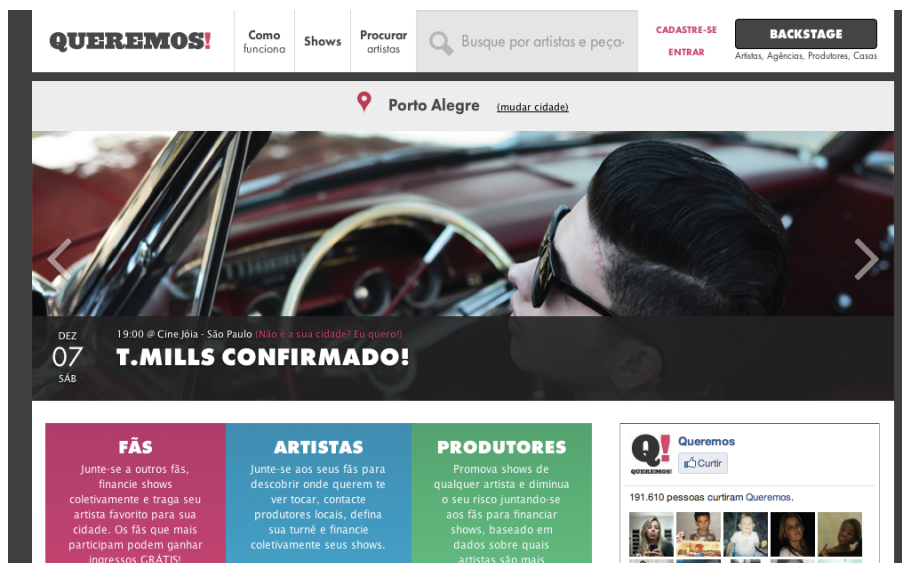 QUEREMOS!
Como
funciona
Shows
Procurar
artistas
Busque por artistas e peça-
CADASTRE-SE
ENTRAR
BACKSTAGE
Artistas, Agências, Produtores, Casas
Porto Alegre (mudar cidade)
DEZ
07
SÁB
19:00 @ Cine Jóia - São Paulo (Não é a sua cidade? Eu quero!)
T.MILLS CONFIRMADO!
FÃS
Junte-se a outros fãs,
financie shows
coletivamente e traga seu
artista favorito para sua
cidade. Os fãs que mais
participam podem ganhar
ingressos GRÁTIS!
ARTISTAS
Junte-se aos seus fãs para
descobrir onde querem te
ver tocar, contacte
produtores locais, defina
sua turnê e financie
coletivamente seus shows.
PRODUTORES
Promova shows de
qualquer artista e diminua
o seu risco juntando-se
aos fãs para financiar
shows, baseado em
dados sobre quais
artistas são mais
Q!
QUEREMOS!
Queremos
Curtir
191.610 pessoas curtiram Queremos.